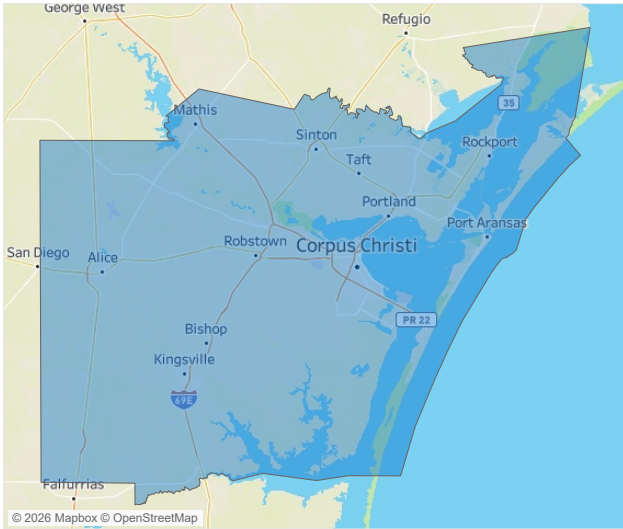 George West
Refugio
35
Mathis
Sinton
Rockport
Taft
Portland
Port Aransas
Robstown
Corpus Christi
San Diego
Alice
PR 22
Bishop
Kingsville
69E
Falfurrias
© 2026 Mapbox © OpenStreetMap